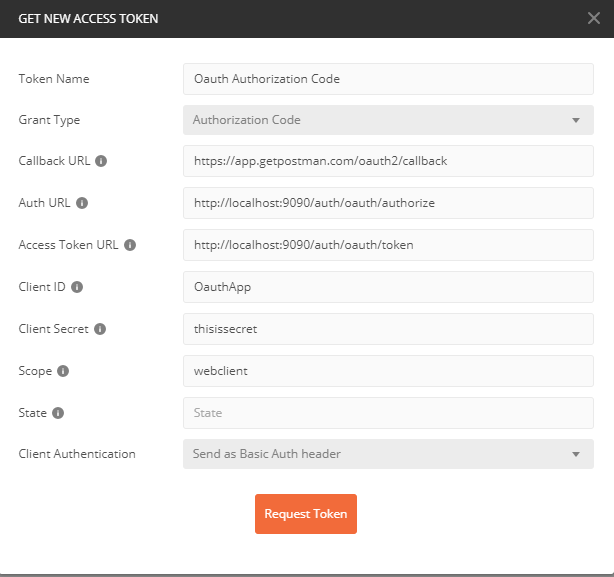 GET NEW ACCESS TOKEN
Token Name Oauth Authorization Code
Grant Type Authorization Code
Callback URL https://app.getpostman.com/oauth2/callback
Auth URL http://localhost:9090/auth/oauth/authorize
Access Token URL http://localhost:9090/auth/oauth/token
Client ID OauthApp
Client Secret thisissecret
Scope webclient
State State
Client Authentication Send as Basic Auth header
Request Token